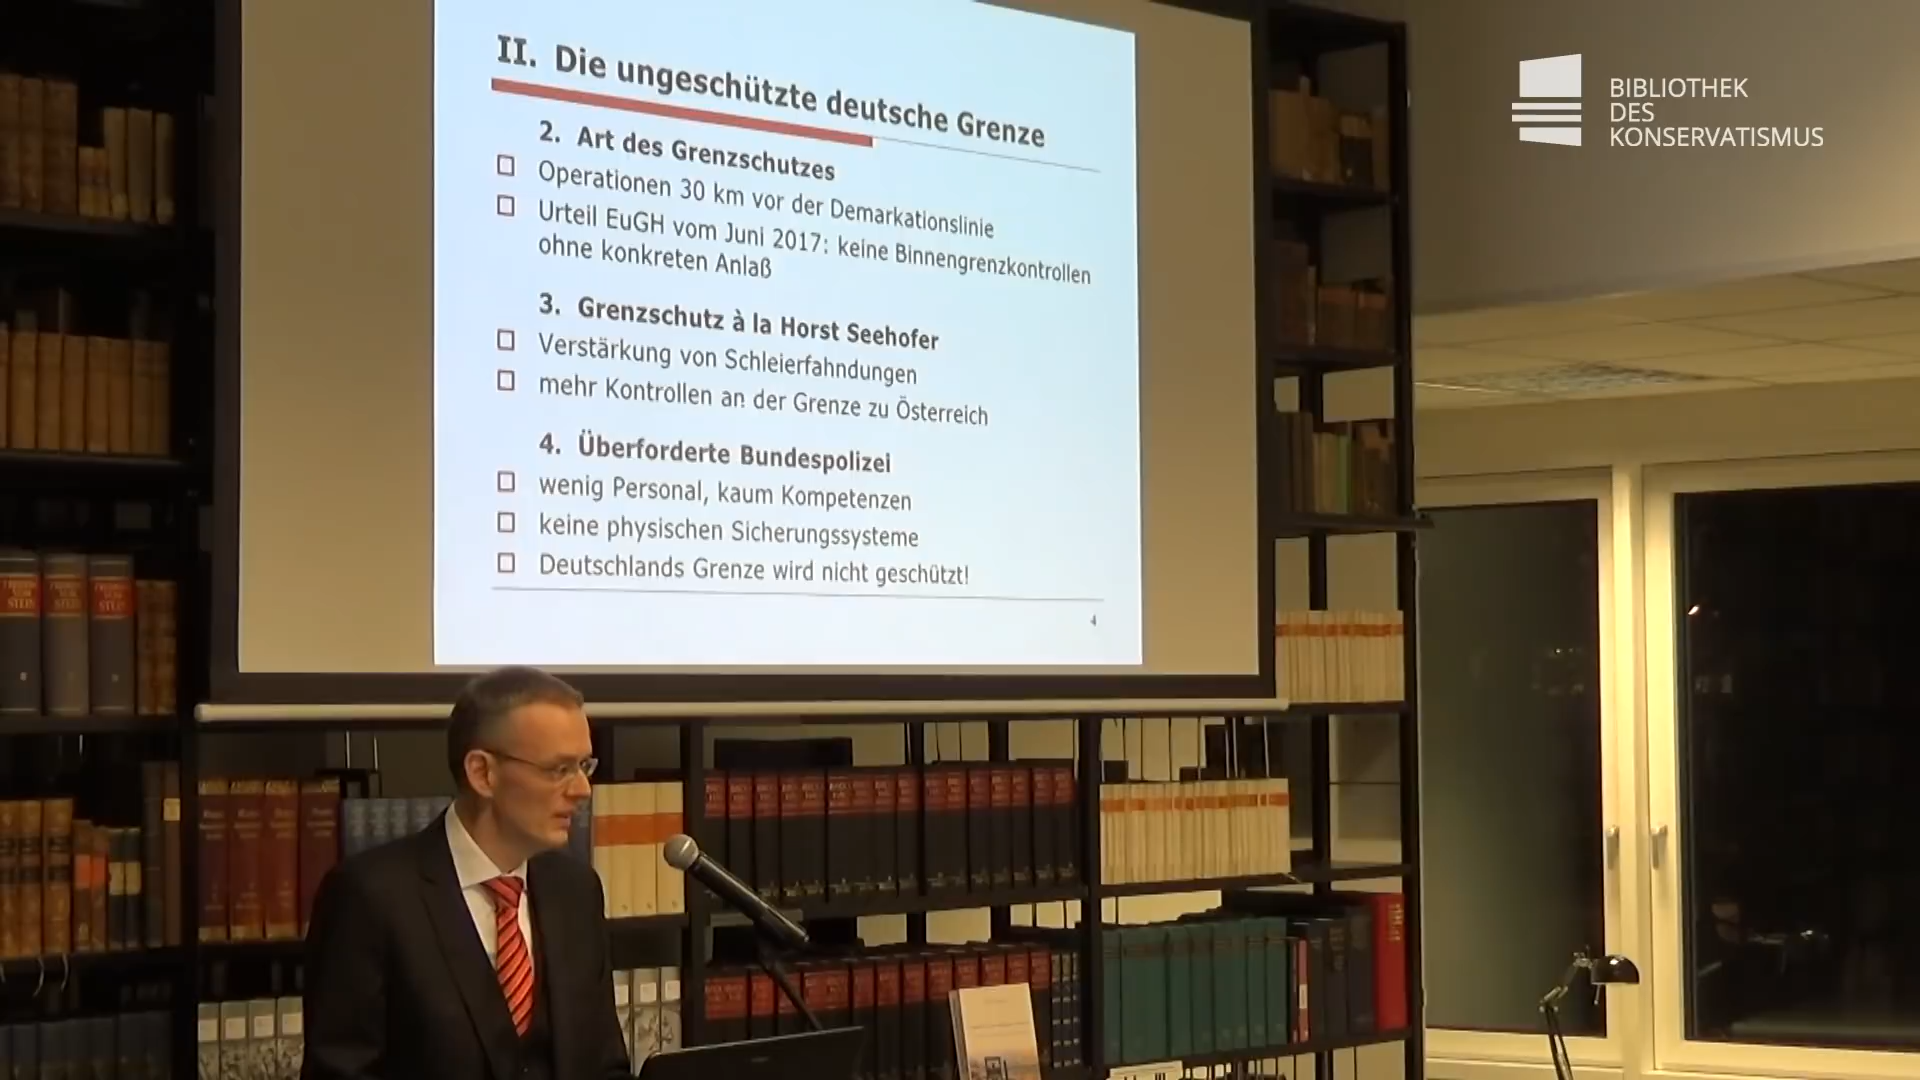 II. Die ungeschützte deutsche Grenze
2. Art des Grenzschutzes
Operationen 30 km vor der Demarkationslinie
Urteil EuGH vom Juni 2017: keine Binnengrenzkontrollen
ohne konkreten Anlaß
3. Grenzschutz à la Horst Seehofer
Verstärkung von Schleierfahndungen
mehr Kontrollen an der Grenze zu Österreich
4. Überforderte Bundespolizei
wenig Personal, kaum Kompetenzen
keine physischen Sicherungssysteme
Deutschlands Grenze wird nicht geschützt!
4
BIBLIOTHEK
DES
KONSERVATISMUS